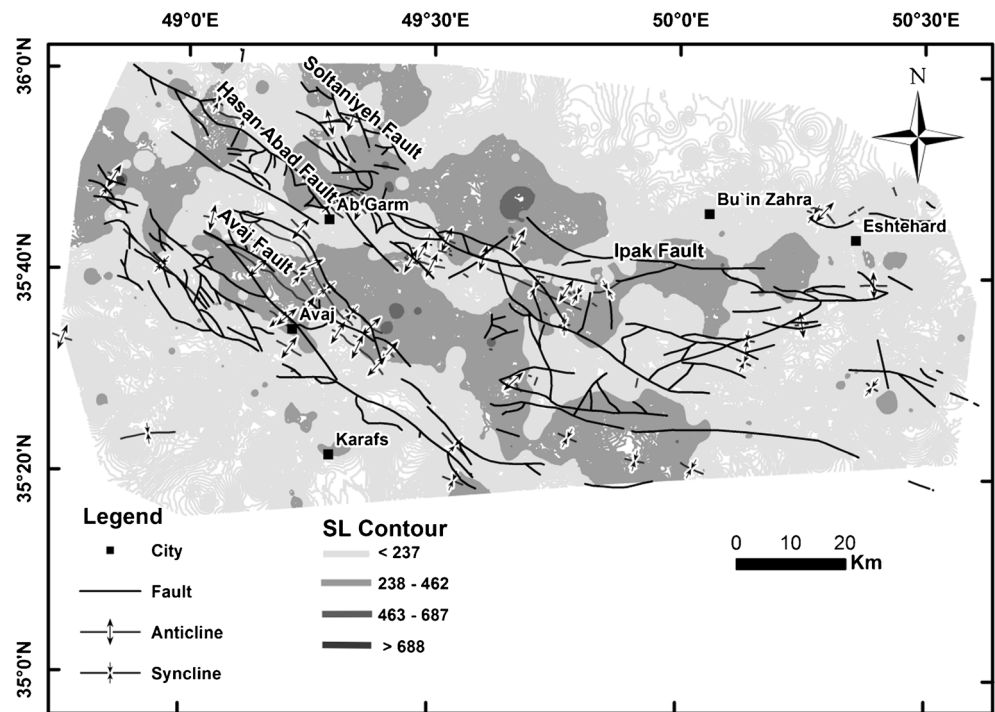 49°0'E 49°30'E 50°0'E 50°30'E
36°0'N
35°40'N
35°20'N
35°0'N
Soltaniyeh Fault
Hasan Abad Fault
Ab Garm
Avaj Fault
Avaj
Karafs
Ipak Fault
Bu`in Zahra
Eshtehard
N
Legend
City
Fault
Anticline
Syncline
SL Contour
< 237
238 - 462
463 - 687
> 688
0 10 20
Km